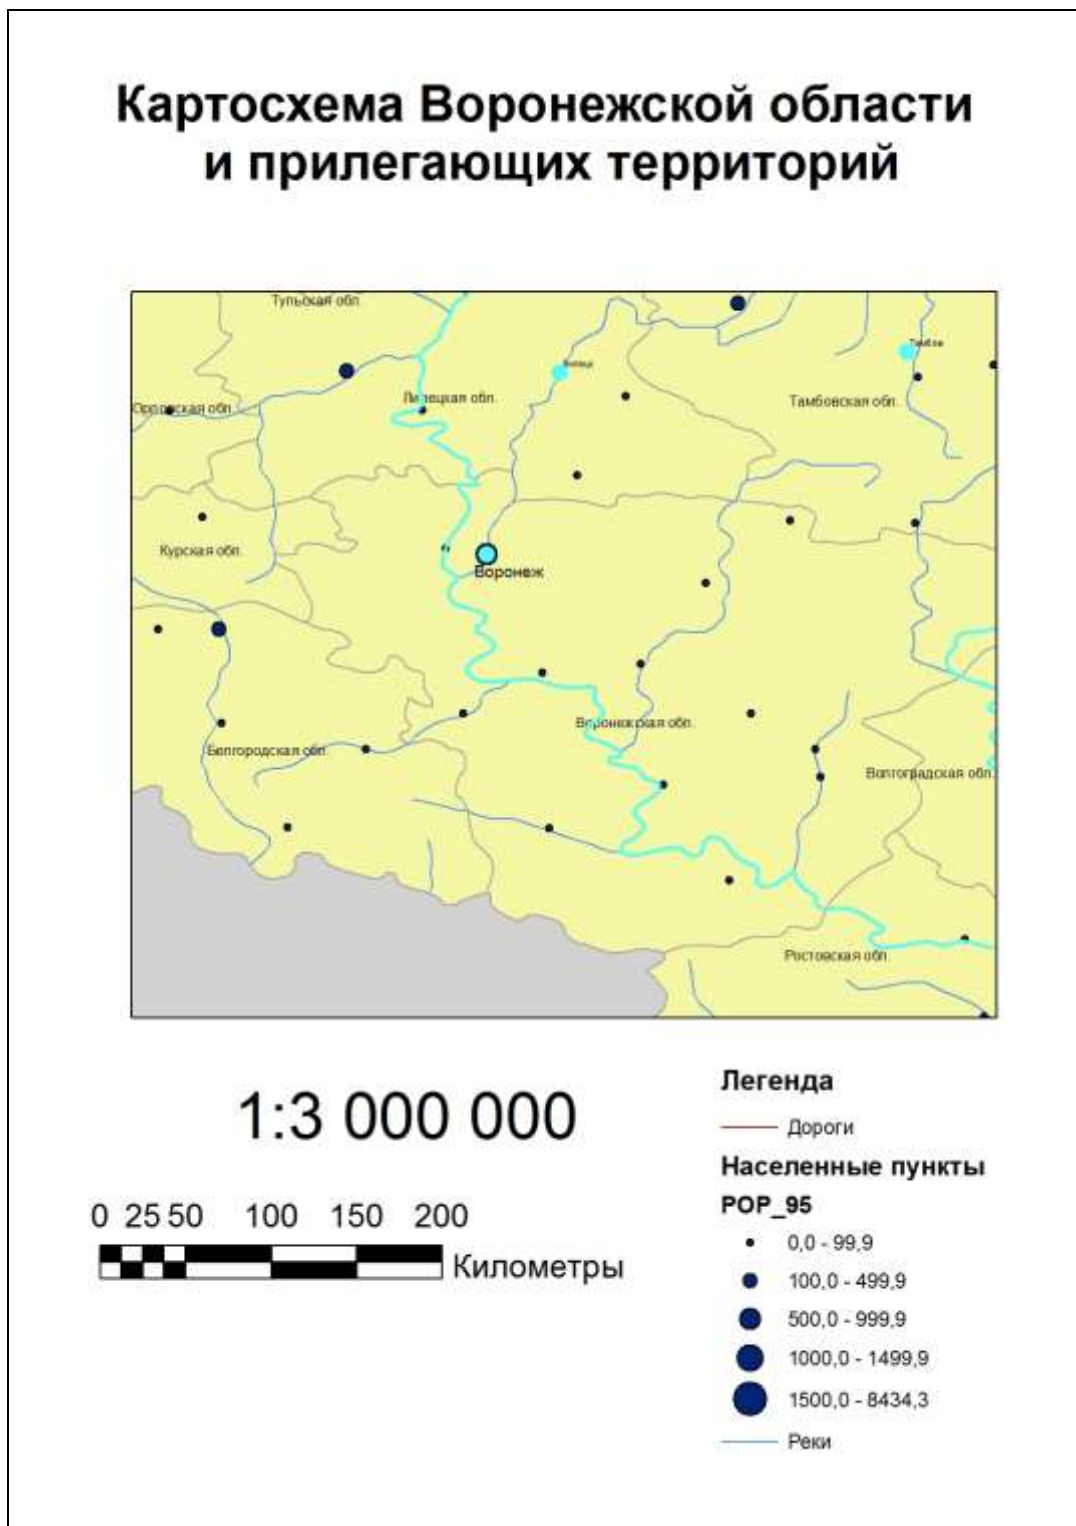 Картосхема Воронежской области
и прилегающих территорий
Тульская обл.
Тамбов
Липецк
Липецкая обл.
Тамбовская обл.
Орловская обл.
Курская обл.
Воронеж
Воронежская обл.
Белгородская обл.
Волгоградская обл.
Ростовская обл.
1:3 000 000
0 25 50 100 150 200
Километры
Легенда
Дороги
Населенные пункты
POP_95
0,0 - 99,9
100,0 - 499,9
500,0 - 999,9
1000,0 - 1499,9
1500,0 - 8434,3
Реки